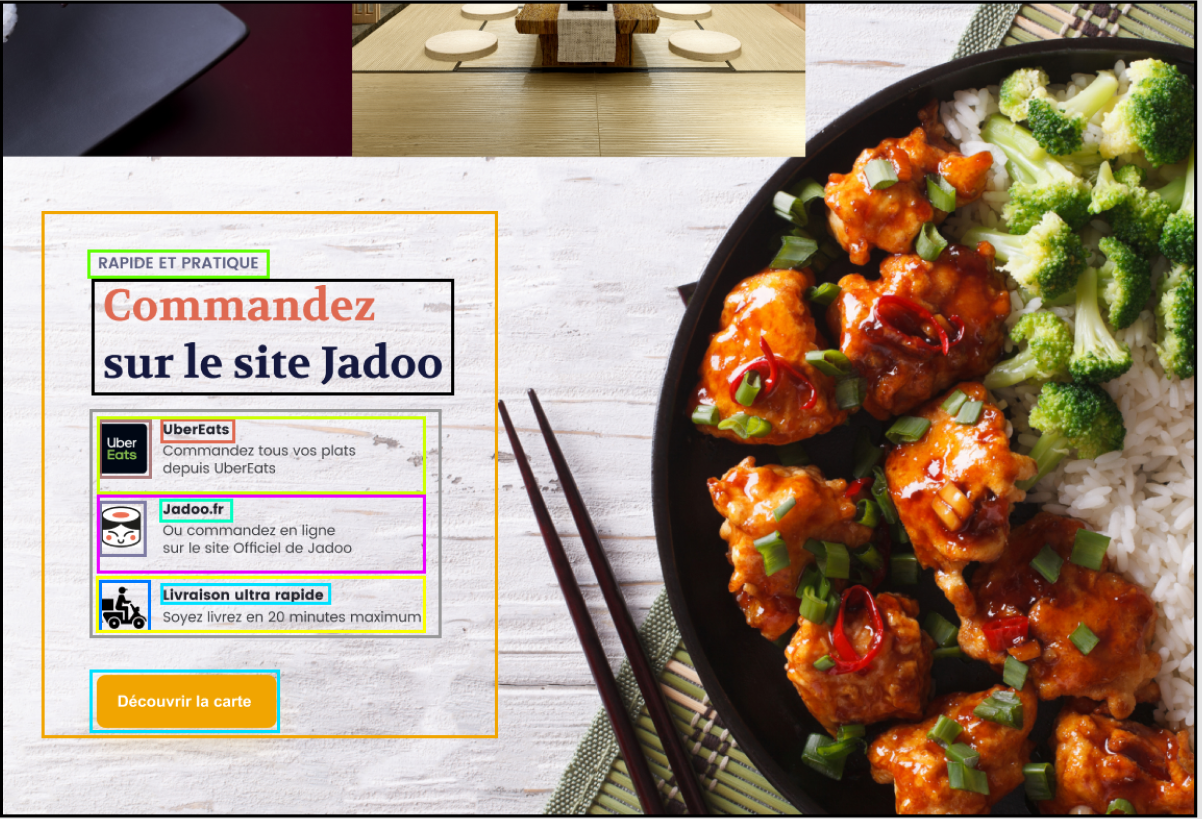 RAPIDE ET PRATIQUE
Commandez
sur le site Jadoo
Uber
Eats
UberEats
Commandez tous vos plats
depuis UberEats
Jadoo.fr
Ou commandez en ligne
sur le site Officiel de Jadoo
Livraison ultra rapide
Soyez livrez en 20 minutes maximum
Découvrir la carte